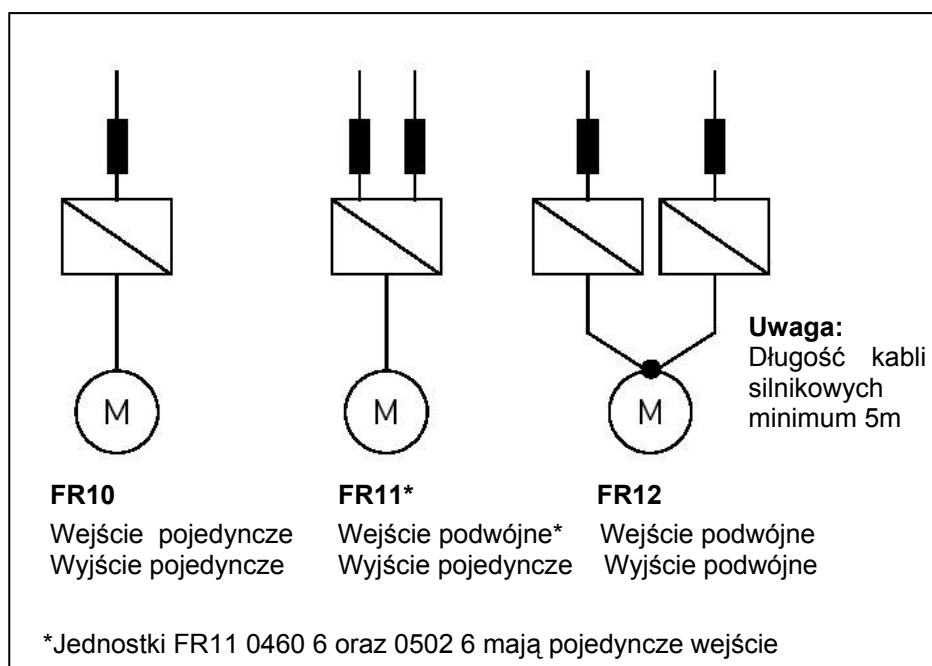 M
M
M
Uwaga:
Długość kabli
silnikowych
minimum 5m
FR10
Wejście pojedyncze
Wyjście pojedyncze
FR11*
Wejście podwójne*
Wyjście pojedyncze
FR12
Wejście podwójne
Wyjście podwójne
*Jednostki FR11 0460 6 oraz 0502 6 mają pojedyncze wejście